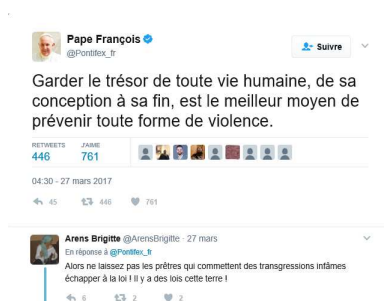 Pape François
@Pontifex_fr
Suivre
Garder le trésor de toute vie humaine, de sa
conception à sa fin, est le meilleur moyen de
prévenir toute forme de violence.
RETWEETS J'AIME
446 761
04:30 - 27 mars 2017
45 446 761
Arens Brigitte @ArensBrigitte · 27 mars
En réponse à @Pontifex_fr
Alors ne laissez pas les prêtres qui commettent des transgressions infâmes
échapper à la loi ! Il y a des lois cette terre !
6 2 2